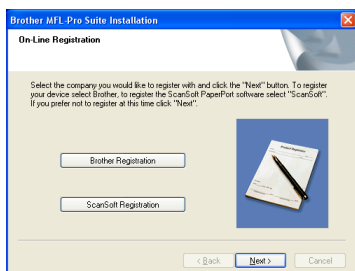 Brother MFL-Pro Suite Installation
On-Line Registration
Select the company you would like to register with and click the "Next" button. To register
your device select Brother, to register the ScanSoft PaperPort software select "ScanSoft".
If you prefer not to register at this time click "Next".
Product Registration
Brother Registration
ScanSoft Registration
< Back
Next >
Cancel